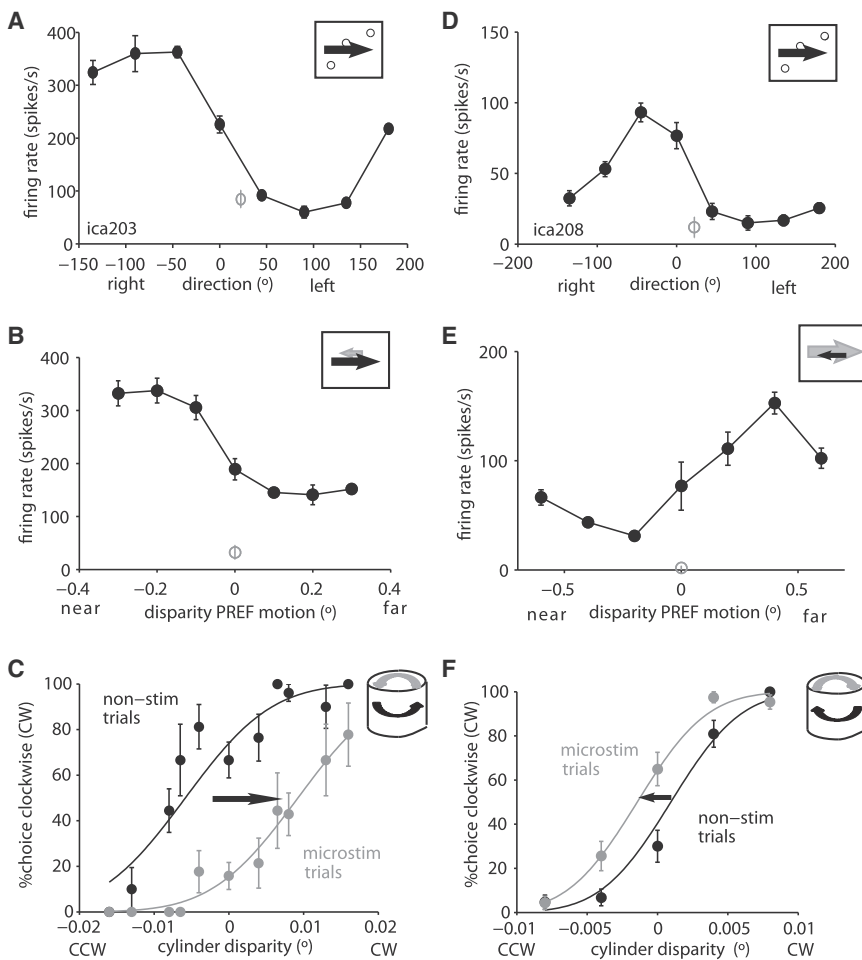 A
400
300
200
100
0
firing rate (spikes/s)
ica203
−150 −100 −50 0 50 100 150 200
right direction (º) left
D
150
100
50
0
firing rate (spikes/s)
ica208
−200 −100 0 100 200
right direction (º) left
B
400
300
200
100
0
firing rate (spikes/s)
−0.4 −0.2 0 0.2 0.4
near disparity PREF motion (º) far
E
200
100
0
firing rate (spikes/s)
−0.5 0 0.5
near disparity PREF motion (º) far
C
100
80
60
40
20
0
%choice clockwise (CW)
non−stim
trials
microstim
trials
−0.02 −0.01 0 0.01 0.02
CCW cylinder disparity (º) CW
F
100
80
60
40
20
0
%choice clockwise (CW)
microstim
trials
non−stim
trials
−0.01 −0.005 0 0.005 0.01
CCW cylinder disparity (º) CW